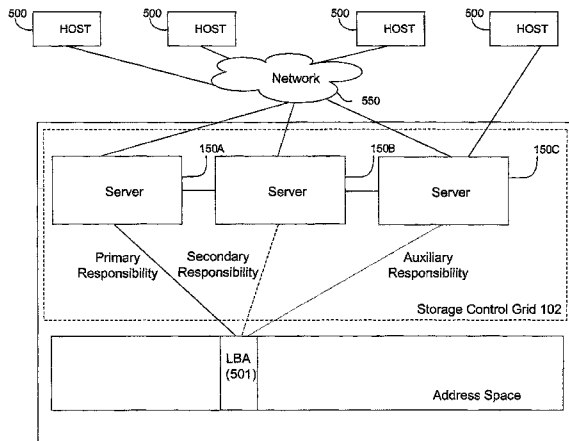 500
HOST
500
HOST
500
HOST
500
HOST
Network
550
150A
150B
150C
Server
Server
Server
Primary
Responsibility
Secondary
Responsibility
Auxiliary
Responsibility
Storage Control Grid 102
LBA
(501)
Address Space